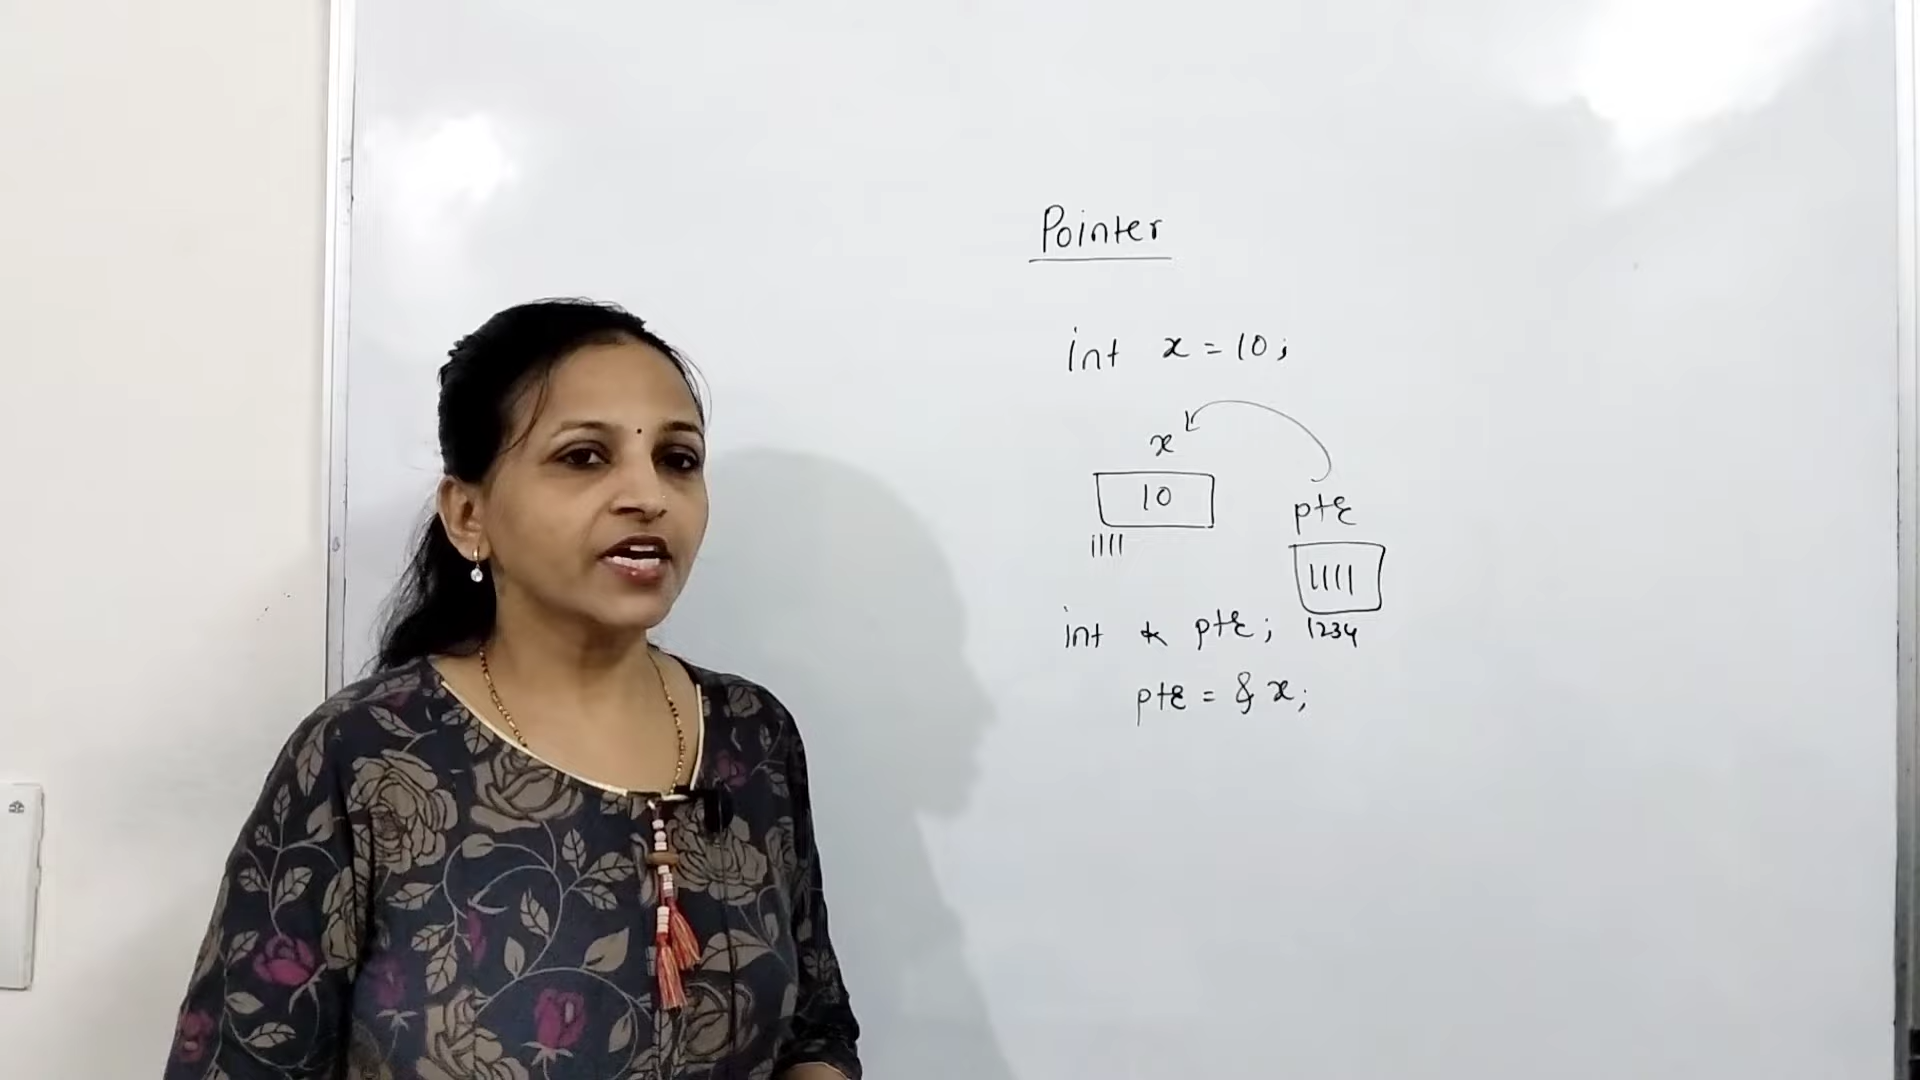 Pointer
int x = 10;
x
10
1111
ptr
1111
1234
int * ptr;
ptr = & x;